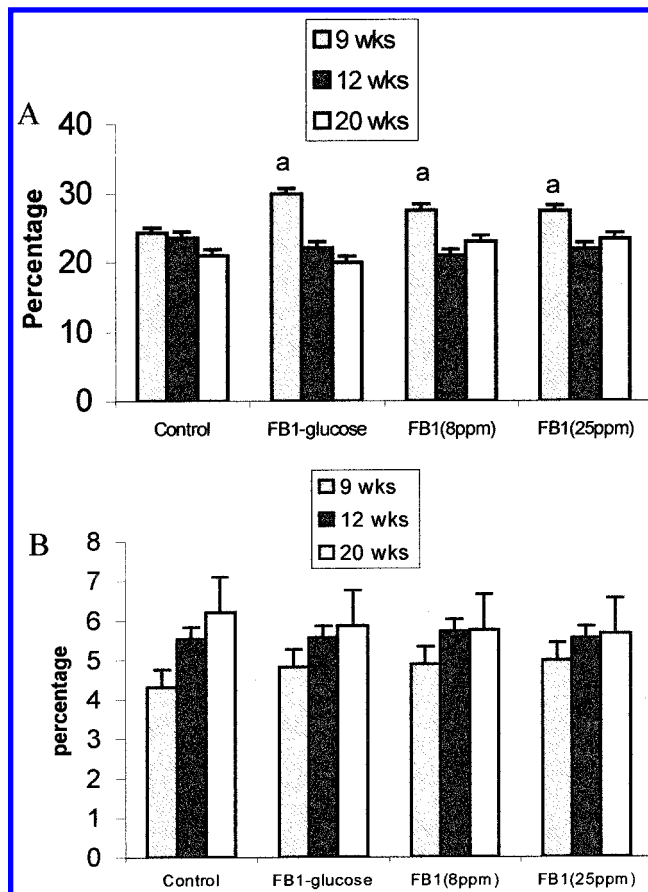 9 wks
12 wks
20 wks
A
40
30
20
10
0
Percentage
a
a
a
Control
FB1-glucose
FB1(8ppm)
FB1(25ppm)
B
9 wks
12 wks
20 wks
8
7
6
5
4
3
2
1
0
percentage
Control
FB1-glucose
FB1(8ppm)
FB1(25ppm)